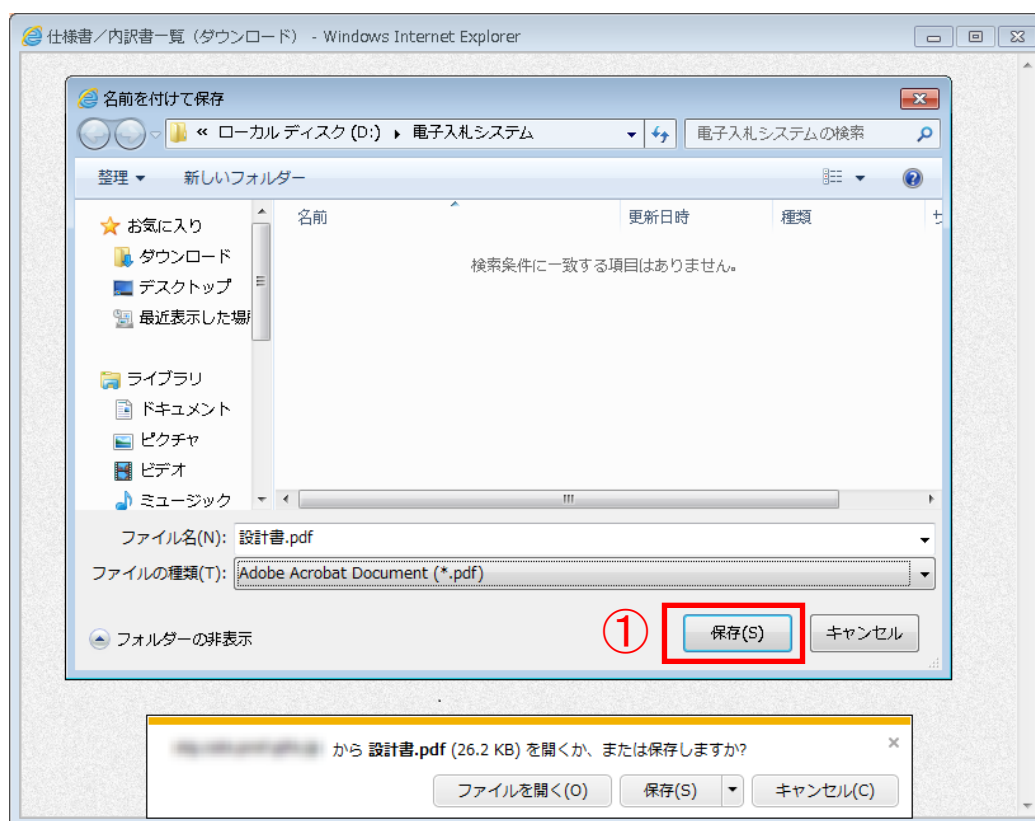 仕様書／内訳書一覧（ダウンロード） - Windows Internet Explorer
名前を付けて保存
« ローカル ディスク (D:) ▸ 電子入札システム
電子入札システムの検索
整理 ▼ 新しいフォルダー
名前 更新日時 種類 サ
検索条件に一致する項目はありません。
お気に入り
ダウンロード
デスクトップ
最近表示した場所
ライブラリ
ドキュメント
ピクチャ
ビデオ
ミュージック
ファイル名(N): 設計書.pdf
ファイルの種類(T): Adobe Acrobat Document (*.pdf)
フォルダーの非表示
① 保存(S) キャンセル
から 設計書.pdf (26.2 KB) を開くか、または保存しますか?
ファイルを開く(O) 保存(S) ▼ キャンセル(C)